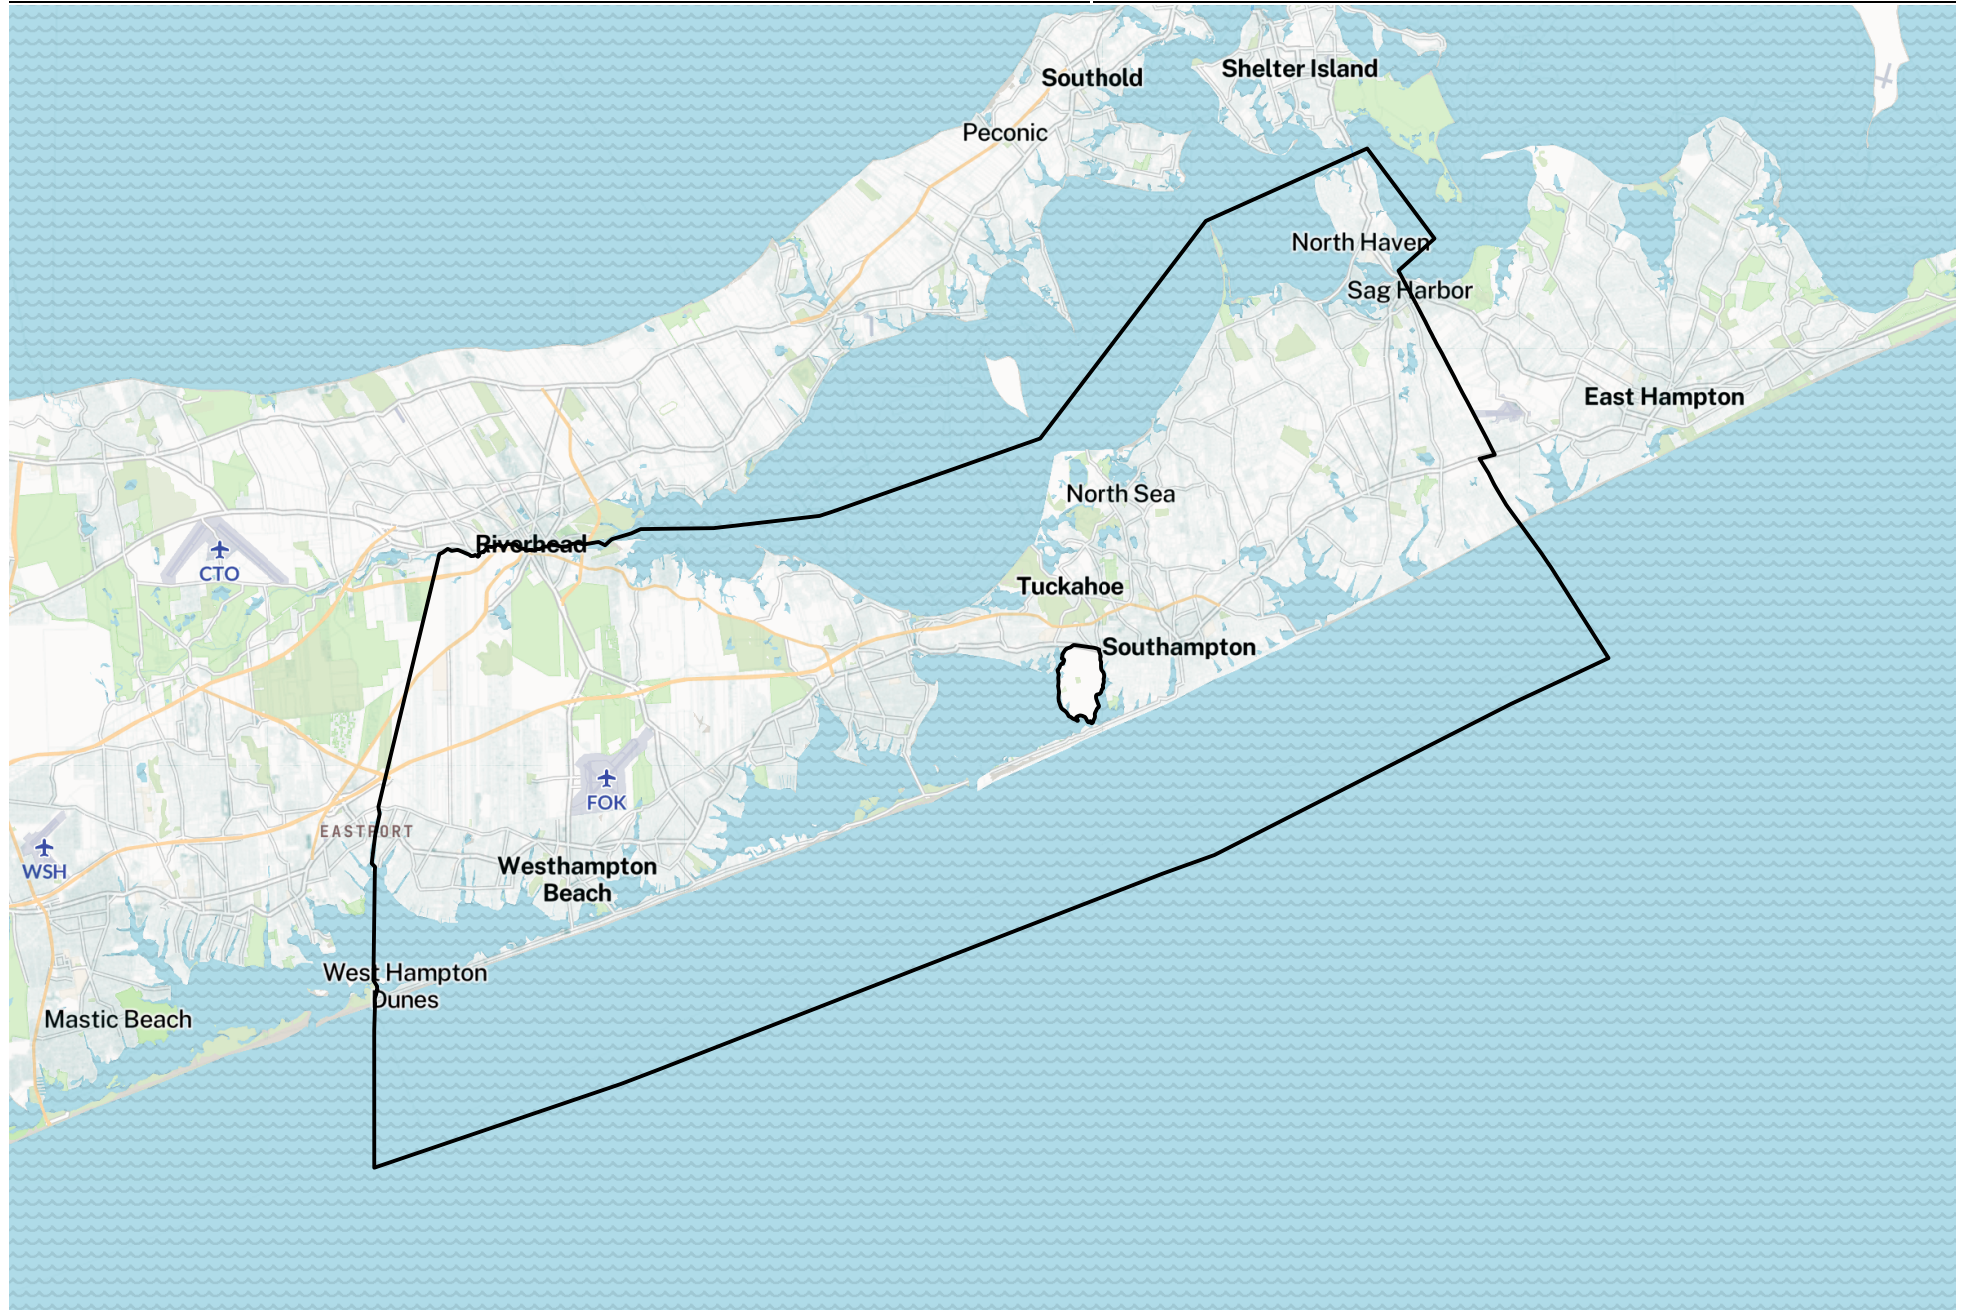 Southold
Shelter Island
Peconic
North Haven
Sag Harbor
East Hampton
North Sea
Riverhead
CTO
Tuckahoe
Southampton
FOK
EASTPORT
WSH
Westhampton
Beach
West Hampton
Dunes
Mastic Beach